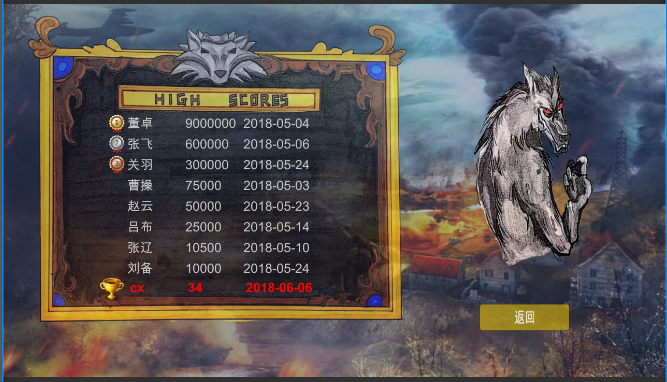 HIGH SCORES
1 董卓 9000000 2018-05-04
2 张飞 600000 2018-05-06
3 关羽 300000 2018-05-24
曹操 75000 2018-05-03
赵云 50000 2018-05-23
吕布 25000 2018-05-14
张辽 10500 2018-05-10
刘备 10000 2018-05-24
cx 34 2018-06-06
返回